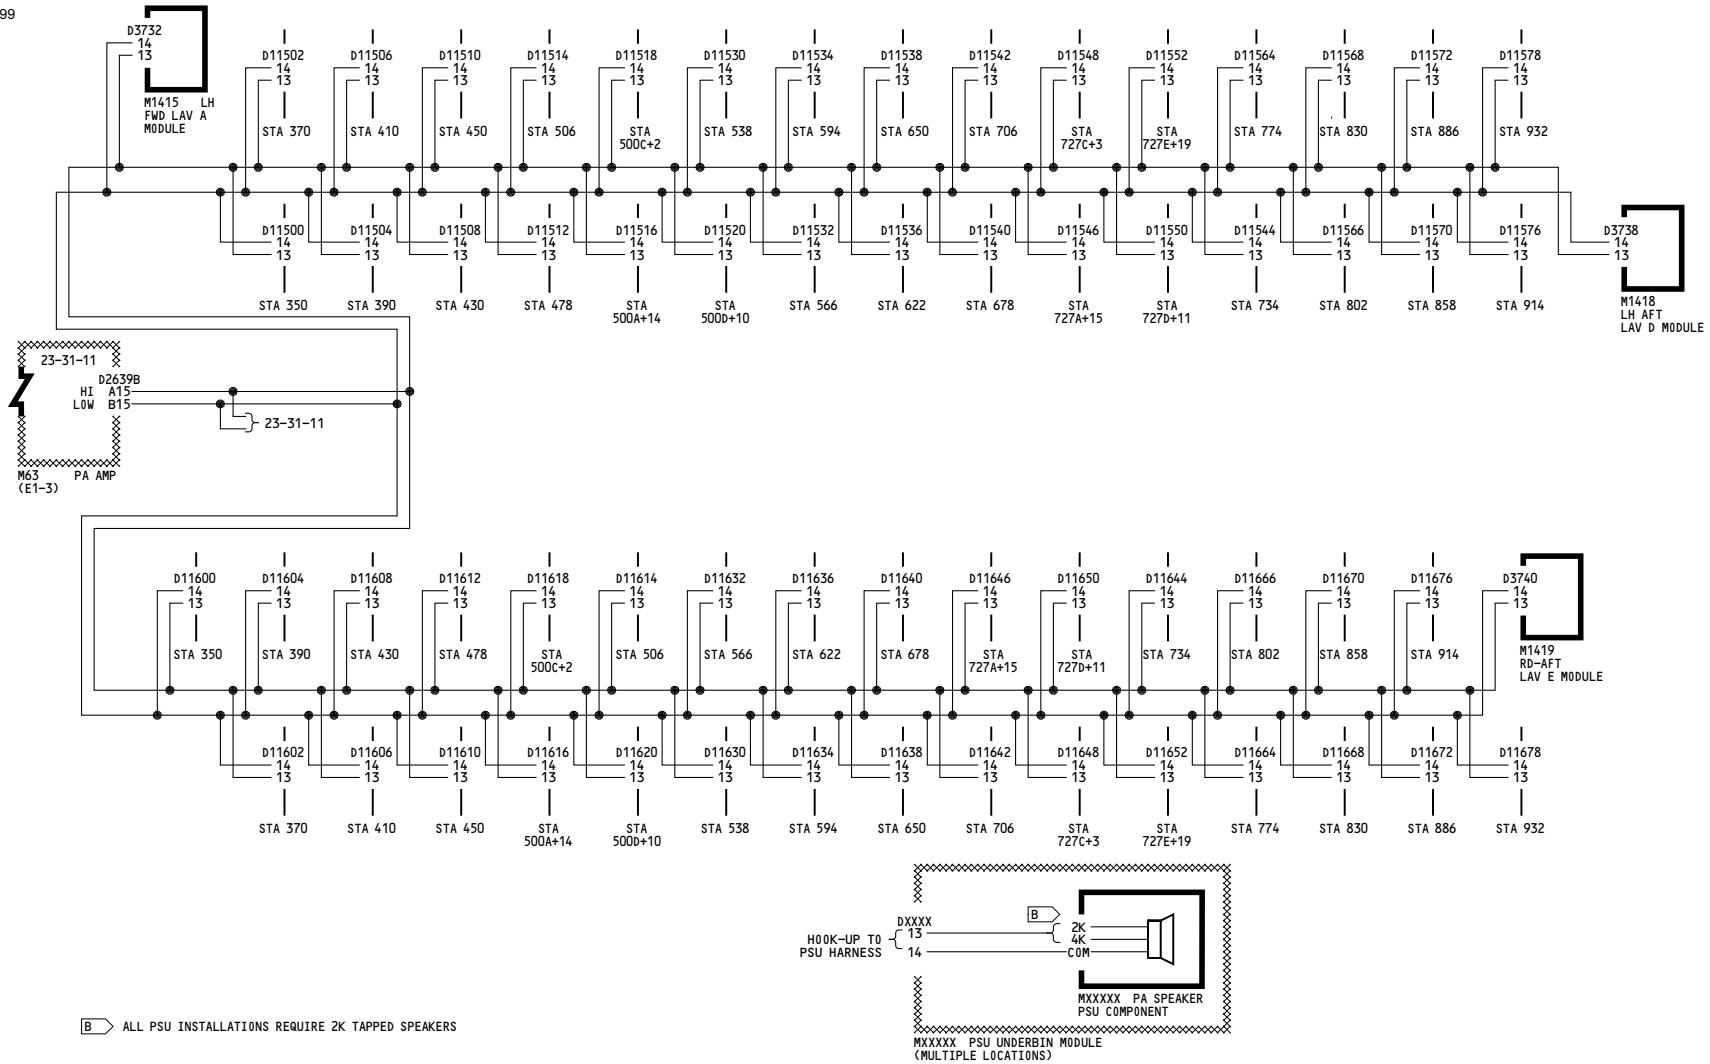 99
D3732
14
13
M1415 LH
FWD LAV A
MODULE
D11502 D11506 D11510 D11514 D11518 D11530 D11534 D11538 D11542 D11548 D11552 D11564 D11568 D11572 D11578
14 14 14 14 14 14 14 14 14 14 14 14 14 14 14
13 13 13 13 13 13 13 13 13 13 13 13 13 13 13
STA 370 STA 410 STA 450 STA 506 STA 500C+2 STA 538 STA 594 STA 650 STA 706 STA 727C+3 STA 727E+19 STA 774 STA 830 STA 886 STA 932
D11500 D11504 D11508 D11512 D11516 D11520 D11532 D11536 D11540 D11546 D11550 D11544 D11566 D11570 D11576 D3738
14 14 14 14 14 14 14 14 14 14 14 14 14 14 14 14
13 13 13 13 13 13 13 13 13 13 13 13 13 13 13 13
STA 350 STA 390 STA 430 STA 478 STA 500A+14 STA 500D+10 STA 566 STA 622 STA 678 STA 727A+15 STA 727D+11 STA 734 STA 802 STA 858 STA 914
M1418
LH AFT
LAV D MODULE
23-31-11
D2639B
HI A15
LOW B15
23-31-11
M63 PA AMP
(E1-3)
D11600 D11604 D11608 D11612 D11618 D11614 D11632 D11636 D11640 D11646 D11650 D11644 D11666 D11670 D11676 D3740
14 14 14 14 14 14 14 14 14 14 14 14 14 14 14 14
13 13 13 13 13 13 13 13 13 13 13 13 13 13 13 13
STA 350 STA 390 STA 430 STA 478 STA 500C+2 STA 506 STA 566 STA 622 STA 678 STA 727A+15 STA 727D+11 STA 734 STA 802 STA 858 STA 914
M1419
RD-AFT
LAV E MODULE
D11602 D11606 D11610 D11616 D11620 D11630 D11634 D11638 D11642 D11648 D11652 D11664 D11668 D11672 D11678
14 14 14 14 14 14 14 14 14 14 14 14 14 14 14
13 13 13 13 13 13 13 13 13 13 13 13 13 13 13
STA 370 STA 410 STA 450 STA 500A+14 STA 500D+10 STA 538 STA 594 STA 650 STA 706 STA 727C+3 STA 727E+19 STA 774 STA 830 STA 886 STA 932
HOOK-UP TO
PSU HARNESS
DXXXX
13
14
B
2K
4K
COM
MXXXXX PA SPEAKER
PSU COMPONENT
MXXXXX PSU UNDERBIN MODULE
(MULTIPLE LOCATIONS)
B ALL PSU INSTALLATIONS REQUIRE 2K TAPPED SPEAKERS